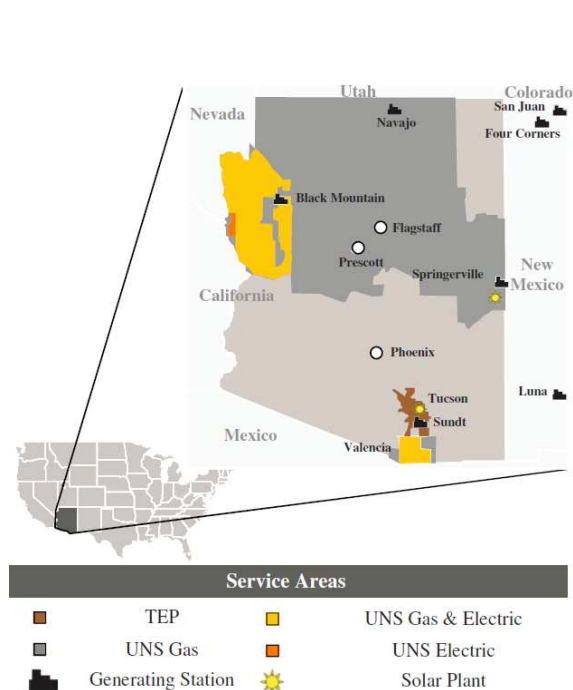 Utah
Colorado
San Juan
Nevada
Navajo
Four Corners
Black Mountain
Flagstaff
Prescott
Springerville
New
Mexico
California
Phoenix
Tucson
Luna
Sundt
Mexico
Valencia
Service Areas
TEP
UNS Gas & Electric
UNS Gas
UNS Electric
Generating Station
Solar Plant